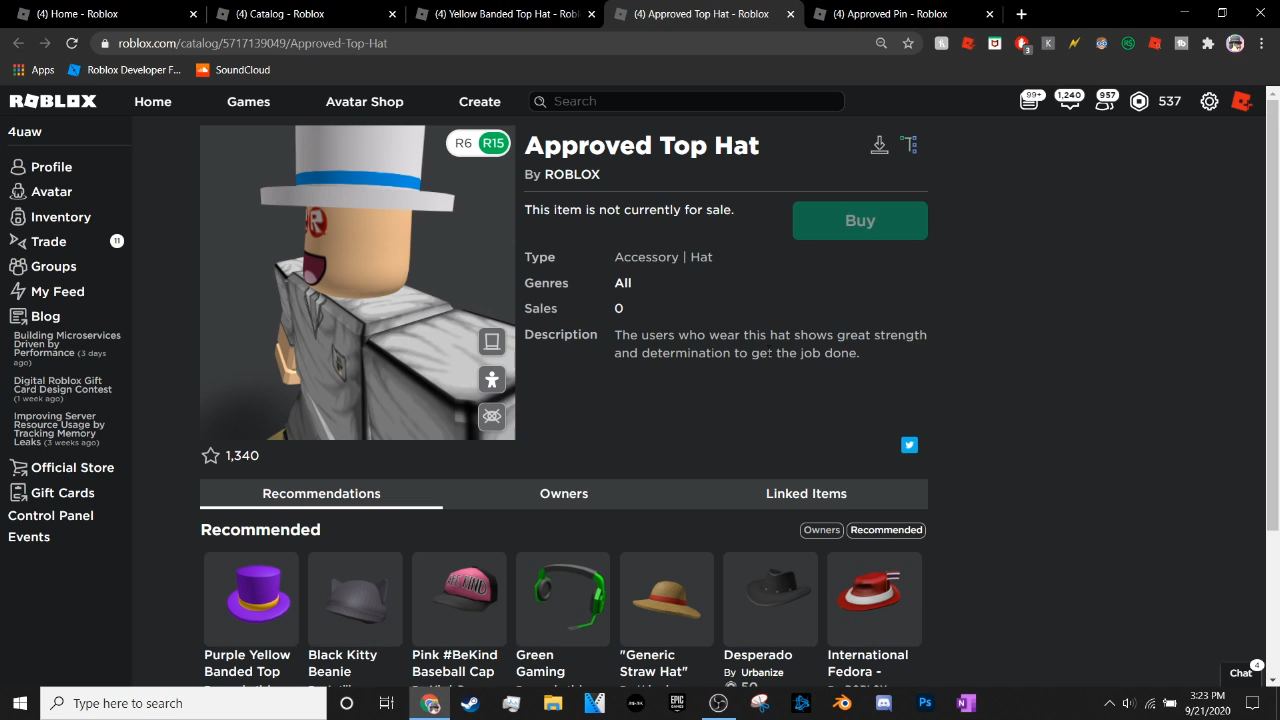 (4) Home - Roblox
(4) Catalog - Roblox
(4) Yellow Banded Top Hat - Robl
(4) Approved Top Hat - Roblox
(4) Approved Pin - Roblox
roblox.com/catalog/5717139049/Approved-Top-Hat
3
Apps
Roblox Developer F...
SoundCloud
ROBLOX
Home
Games
Avatar Shop
Create
Search
99+
1,240
957
537
4uaw
Profile
Avatar
Inventory
Trade
11
Groups
My Feed
Blog
Building Microservices
Driven by
Performance (3 days
ago)
Digital Roblox Gift
Card Design Contest
(1 week ago)
Improving Server
Resource Usage by
Tracking Memory
Leaks (3 weeks ago)
Official Store
Gift Cards
Control Panel
Events
R6 R15
Approved Top Hat
By ROBLOX
This item is not currently for sale.
Buy
Type Accessory | Hat
Genres All
Sales 0
Description The users who wear this hat shows great strength
and determination to get the job done.
1,340
Recommendations
Owners
Linked Items
Recommended
Owners
Recommended
BE KIND
Purple Yellow
Banded Top
Black Kitty
Beanie
Pink #BeKind
Baseball Cap
Green
Gaming
"Generic
Straw Hat"
Desperado
By Urbanize
International
Fedora -
Chat
4
Type here to search
EPIC
GAMES
Ps
N
3:23 PM
9/21/2020